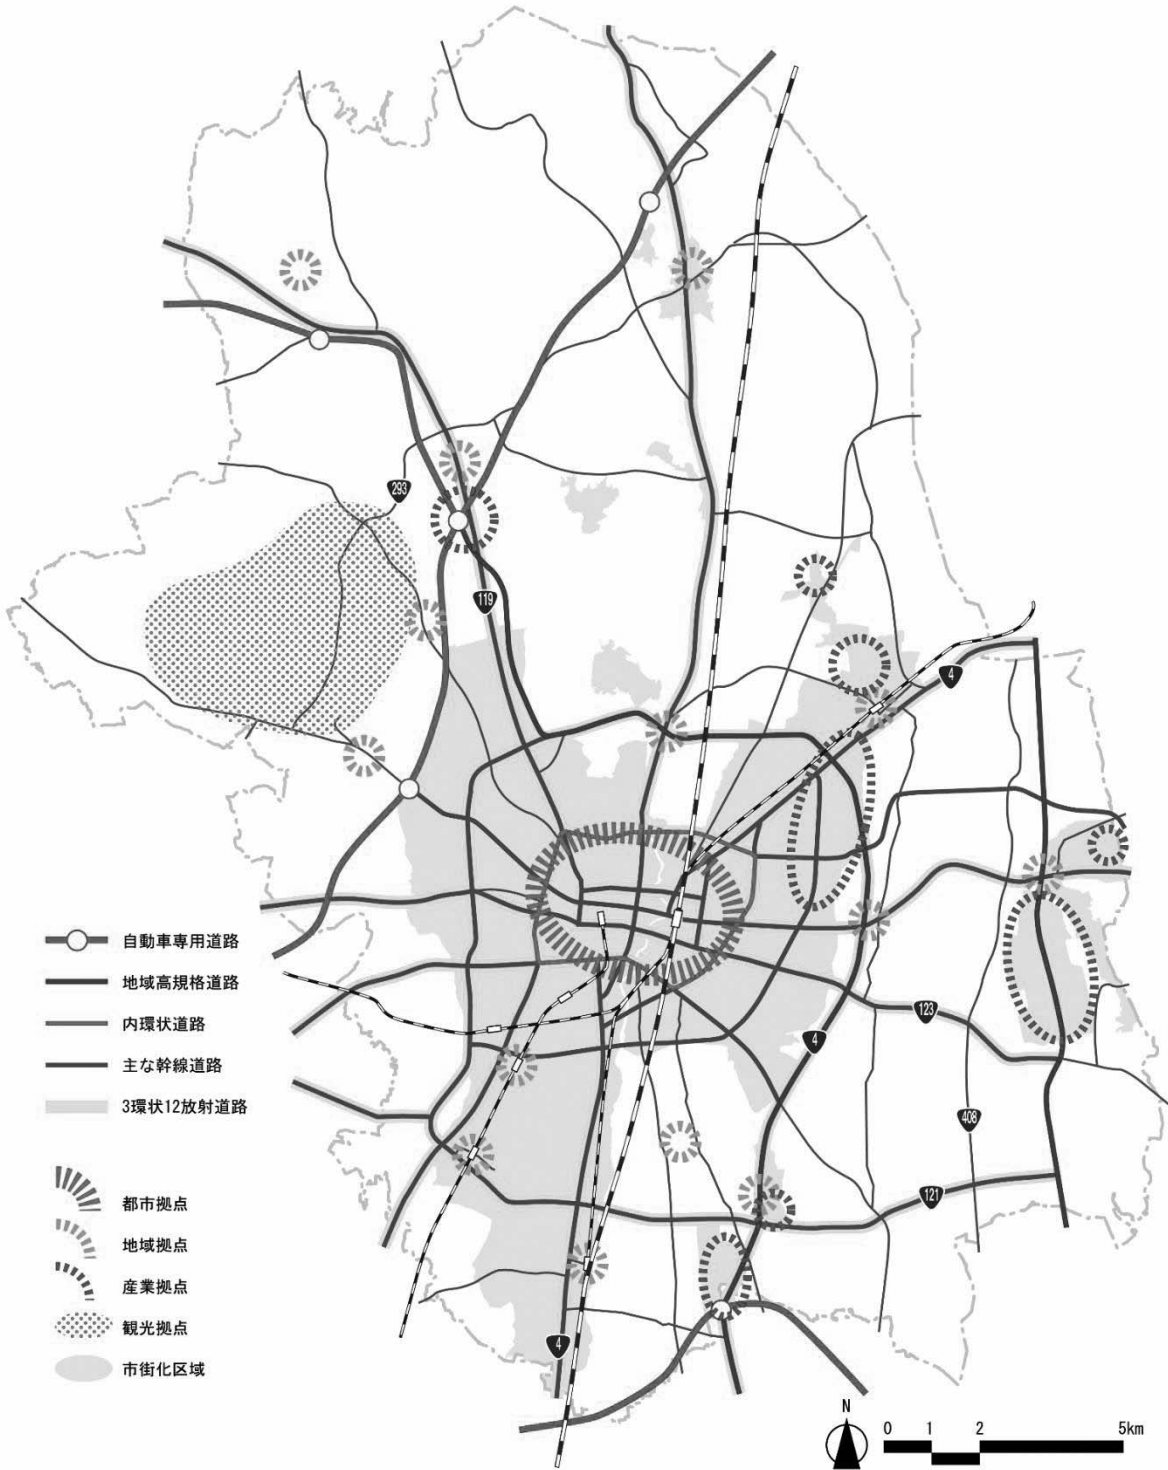 293
119
4
自動車専用道路
地域高規格道路
内環状道路
主な幹線道路
3環状12放射道路
123
4
408
121
都市拠点
地域拠点
産業拠点
観光拠点
市街化区域
4
N
0 1 2 5km